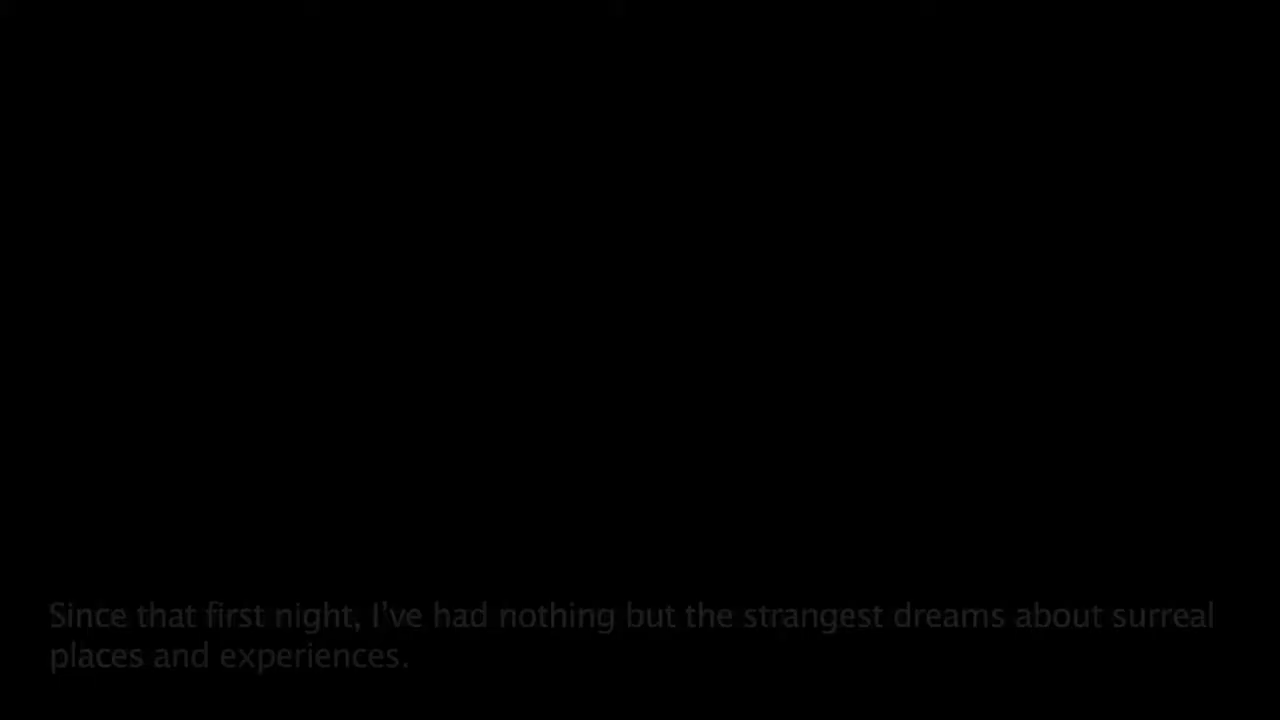 Since that first night, I've had nothing but the strangest dreams about surreal
places and experiences.